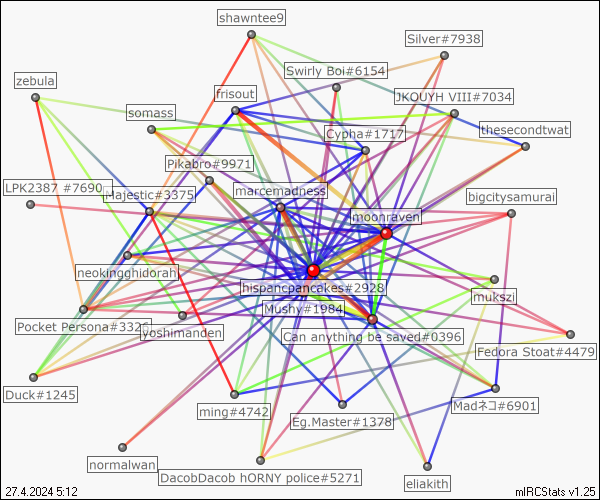 shawntee9
Silver#7938
Swirly Boi#6154
zebula
frisout
JKOUYH VIII#7034
somass
Cypha#1717
thesecondtwat
Pikabro#9971
LPK2387 #7690
Majestic#3375
marcemadness
bigcitysamurai
moonraven
neokingghidorah
hispancpancakes#2928
mukszi
Mushy#1984
Pocket Persona#332
yoshimanden
Can anything be saved#0396
Fedora Stoat#4479
Duck#1245
ming#4742
Eg.Master#1378
Madネコ#6901
normalwan
DacobDacob hORNY police#5271
eliakith
27.4.2024 5:12
mIRCStats v1.25